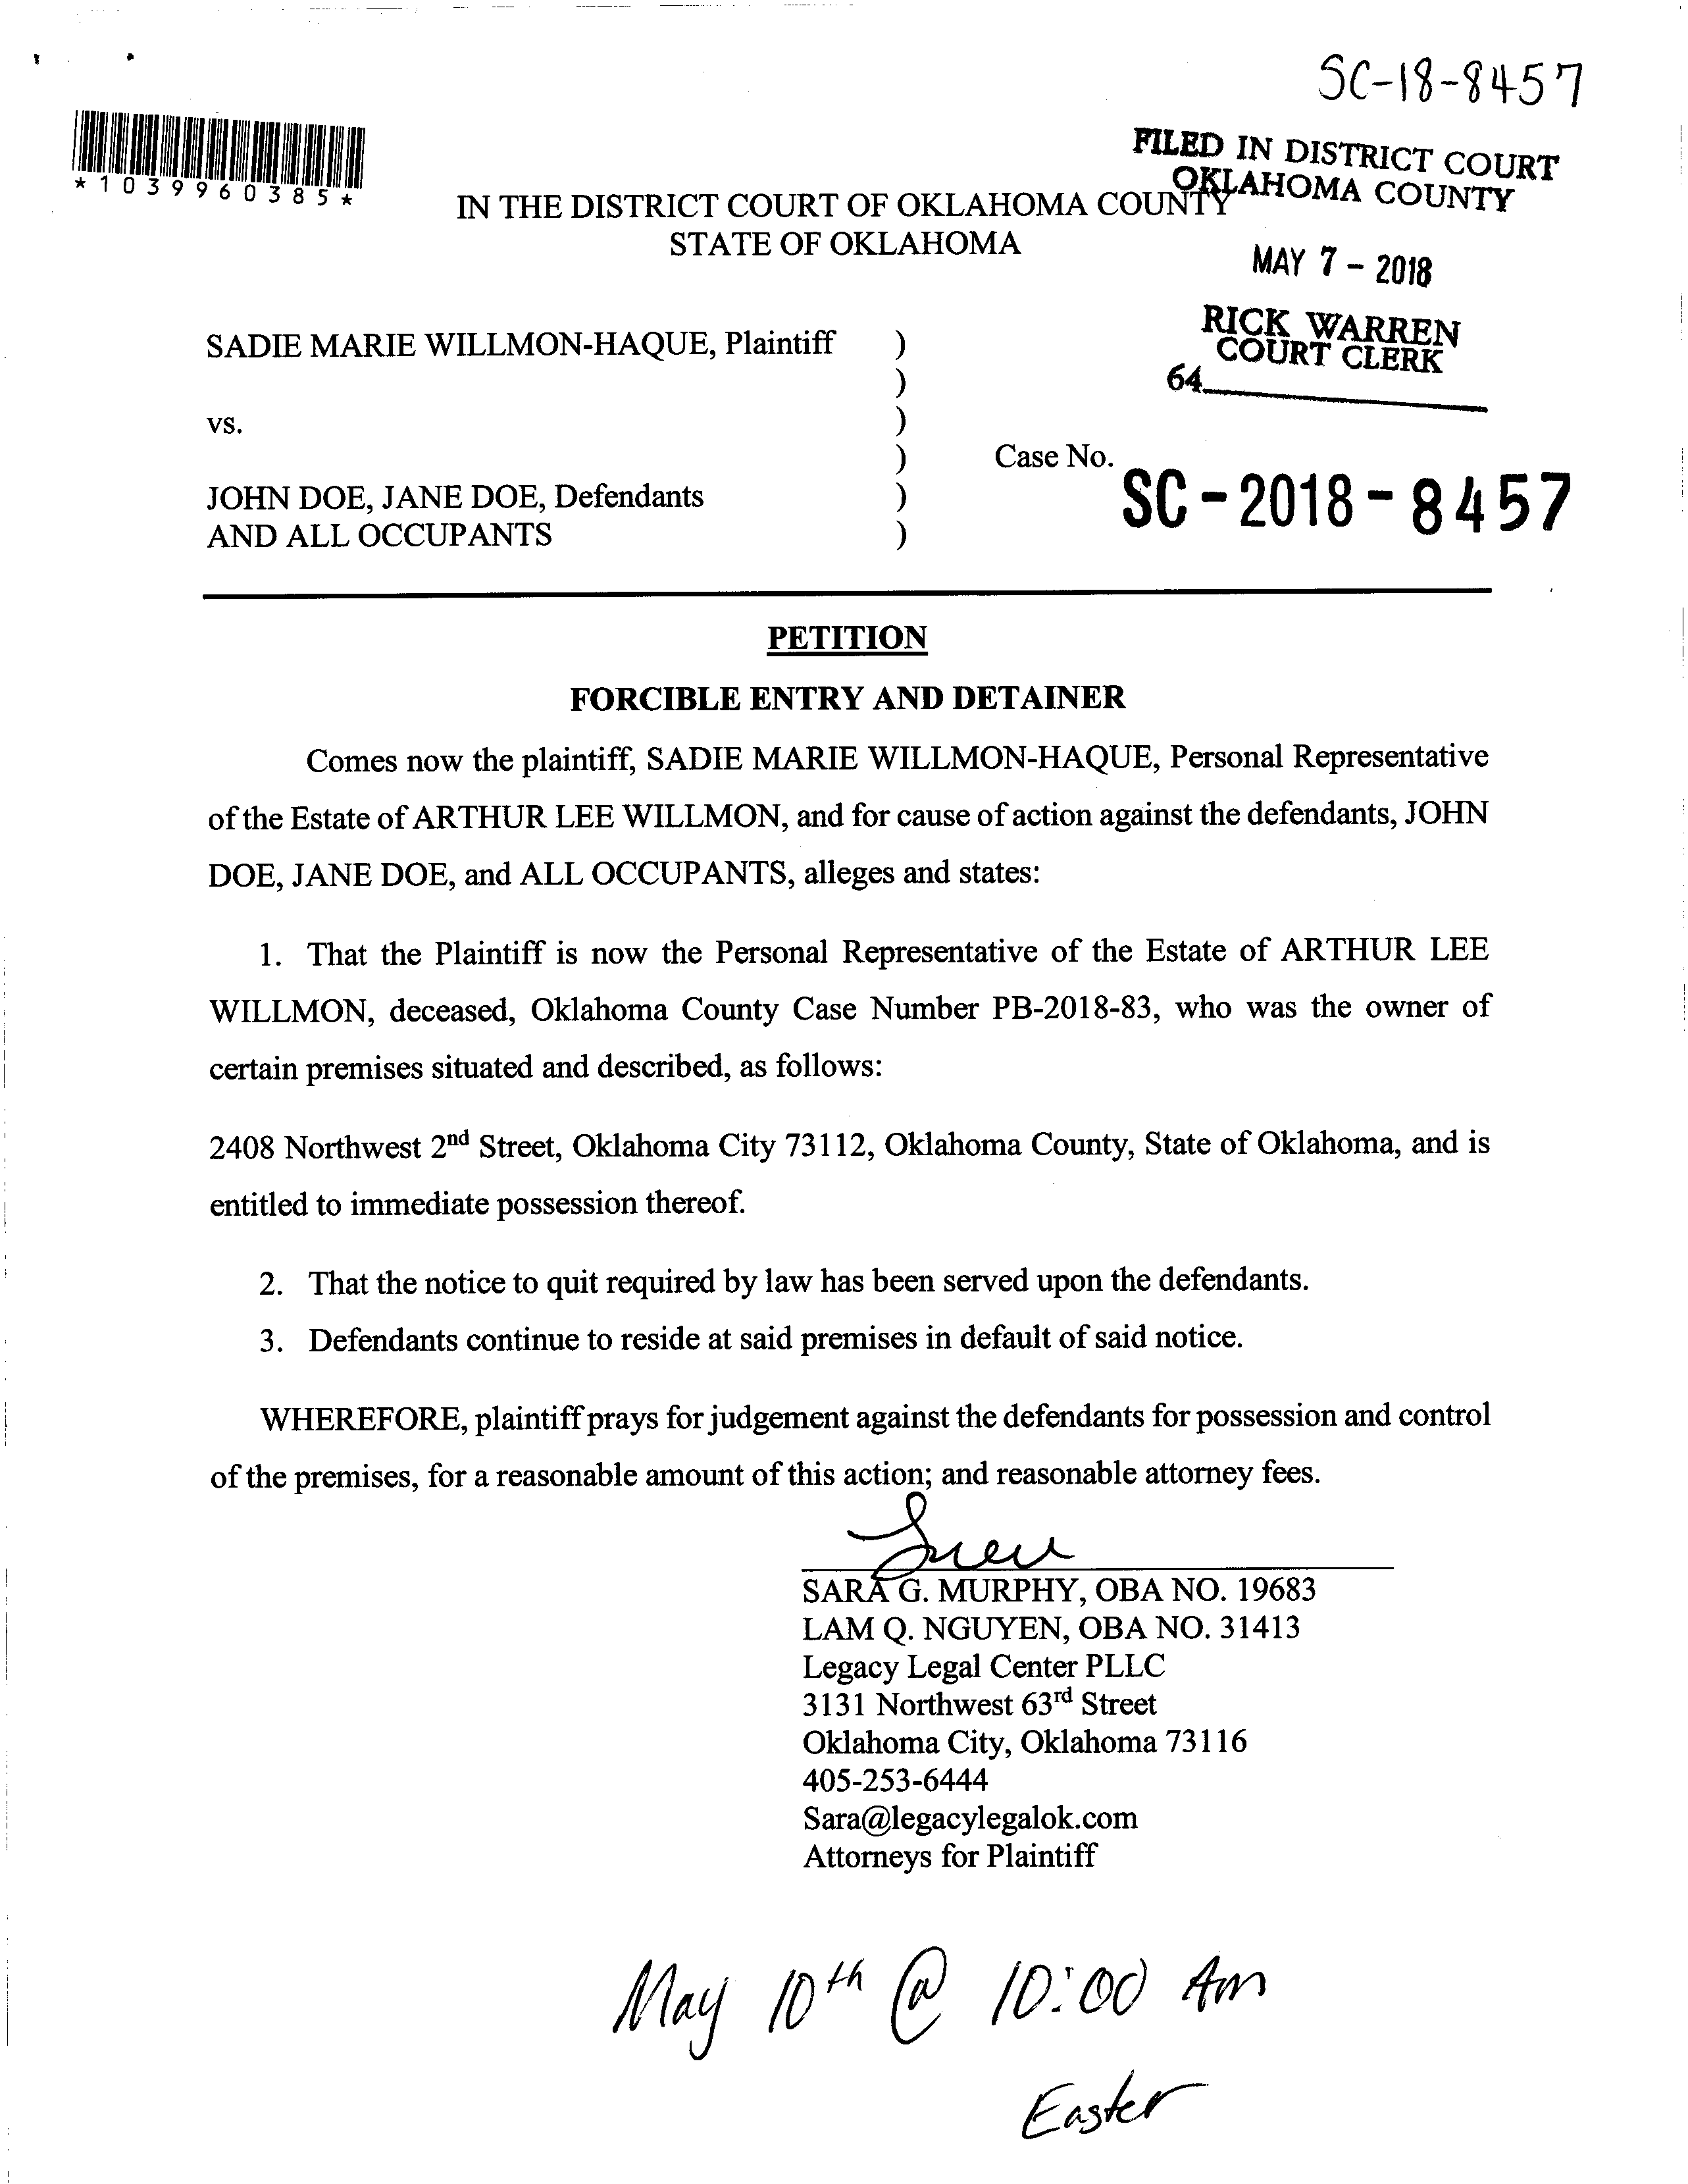 SC-18-8457
*1039960385*
FILED IN DISTRICT COURT
OKLAHOMA COUNTY
IN THE DISTRICT COURT OF OKLAHOMA COUNTY
STATE OF OKLAHOMA
MAY 7 - 2018
RICK WARREN
COURT CLERK
64
SADIE MARIE WILLMON-HAQUE, Plaintiff )
)
vs. )
) Case No.
SC - 2018 - 8457
JOHN DOE, JANE DOE, Defendants )
AND ALL OCCUPANTS )
PETITION
FORCIBLE ENTRY AND DETAINER
Comes now the plaintiff, SADIE MARIE WILLMON-HAQUE, Personal Representative
of the Estate of ARTHUR LEE WILLMON, and for cause of action against the defendants, JOHN
DOE, JANE DOE, and ALL OCCUPANTS, alleges and states:
1. That the Plaintiff is now the Personal Representative of the Estate of ARTHUR LEE
WILLMON, deceased, Oklahoma County Case Number PB-2018-83, who was the owner of
certain premises situated and described, as follows:
2408 Northwest 2nd Street, Oklahoma City 73112, Oklahoma County, State of Oklahoma, and is
entitled to immediate possession thereof.
2. That the notice to quit required by law has been served upon the defendants.
3. Defendants continue to reside at said premises in default of said notice.
WHEREFORE, plaintiff prays for judgement against the defendants for possession and control
of the premises, for a reasonable amount of this action; and reasonable attorney fees.
SARA G. MURPHY, OBA NO. 19683
LAM Q. NGUYEN, OBA NO. 31413
Legacy Legal Center PLLC
3131 Northwest 63rd Street
Oklahoma City, Oklahoma 73116
405-253-6444
Sara@legacylegalok.com
Attorneys for Plaintiff
May 10th @ 10:00 Am
Easter